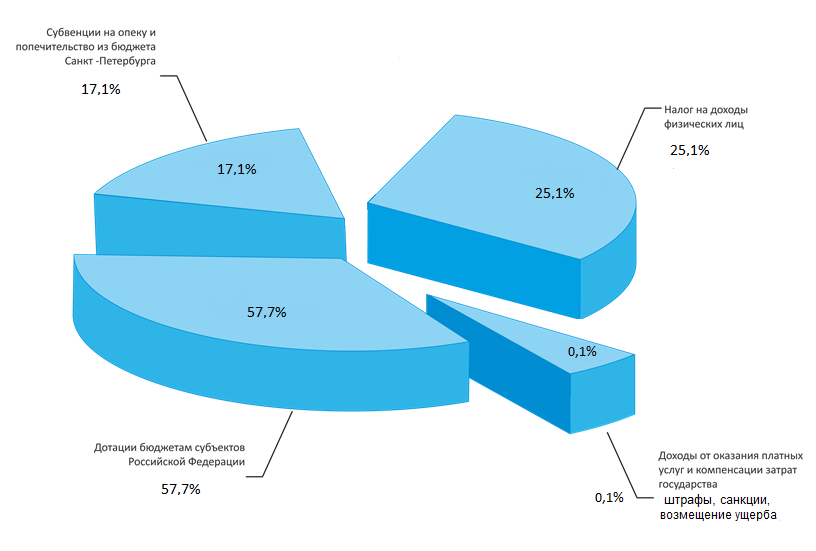 Субвенции на опеку и
попечительство из бюджета
Санкт -Петербурга
17,1%
17,1%
Налог на доходы
физических лиц
25,1%
25,1%
57,7%
0,1%
Дотации бюджетам субъектов
Российской Федерации
57,7%
Доходы от оказания платных
услуг и компенсации затрат
государства
0,1%
штрафы, санкции,
возмещение ущерба